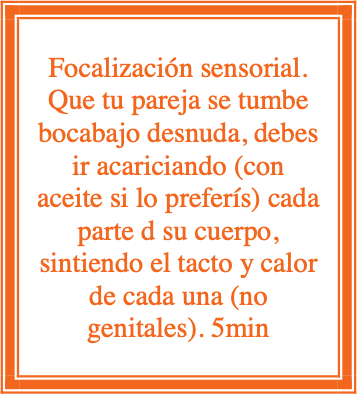 Focalización sensorial.
Que tu pareja se tumbe
bocabajo desnuda, debes
ir acariciando (con
aceite si lo preferís) cada
parte d su cuerpo,
sintiendo el tacto y calor
de cada una (no
genitales). 5min